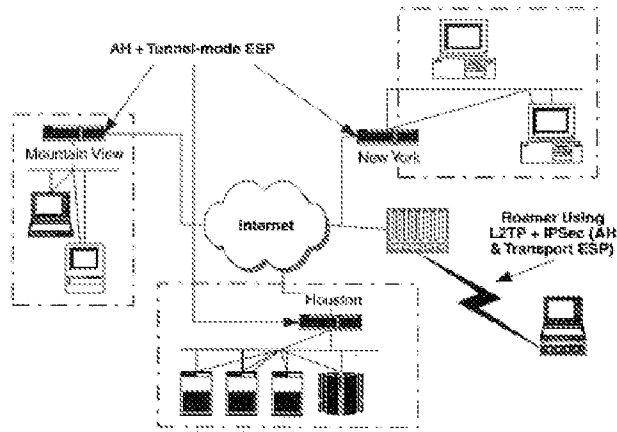 AH + Tunnel-mode ESP
Mountain View
New York
Internet
Roamer Using
L2TP + IPSec (AH
& Transport ESP)
Houston